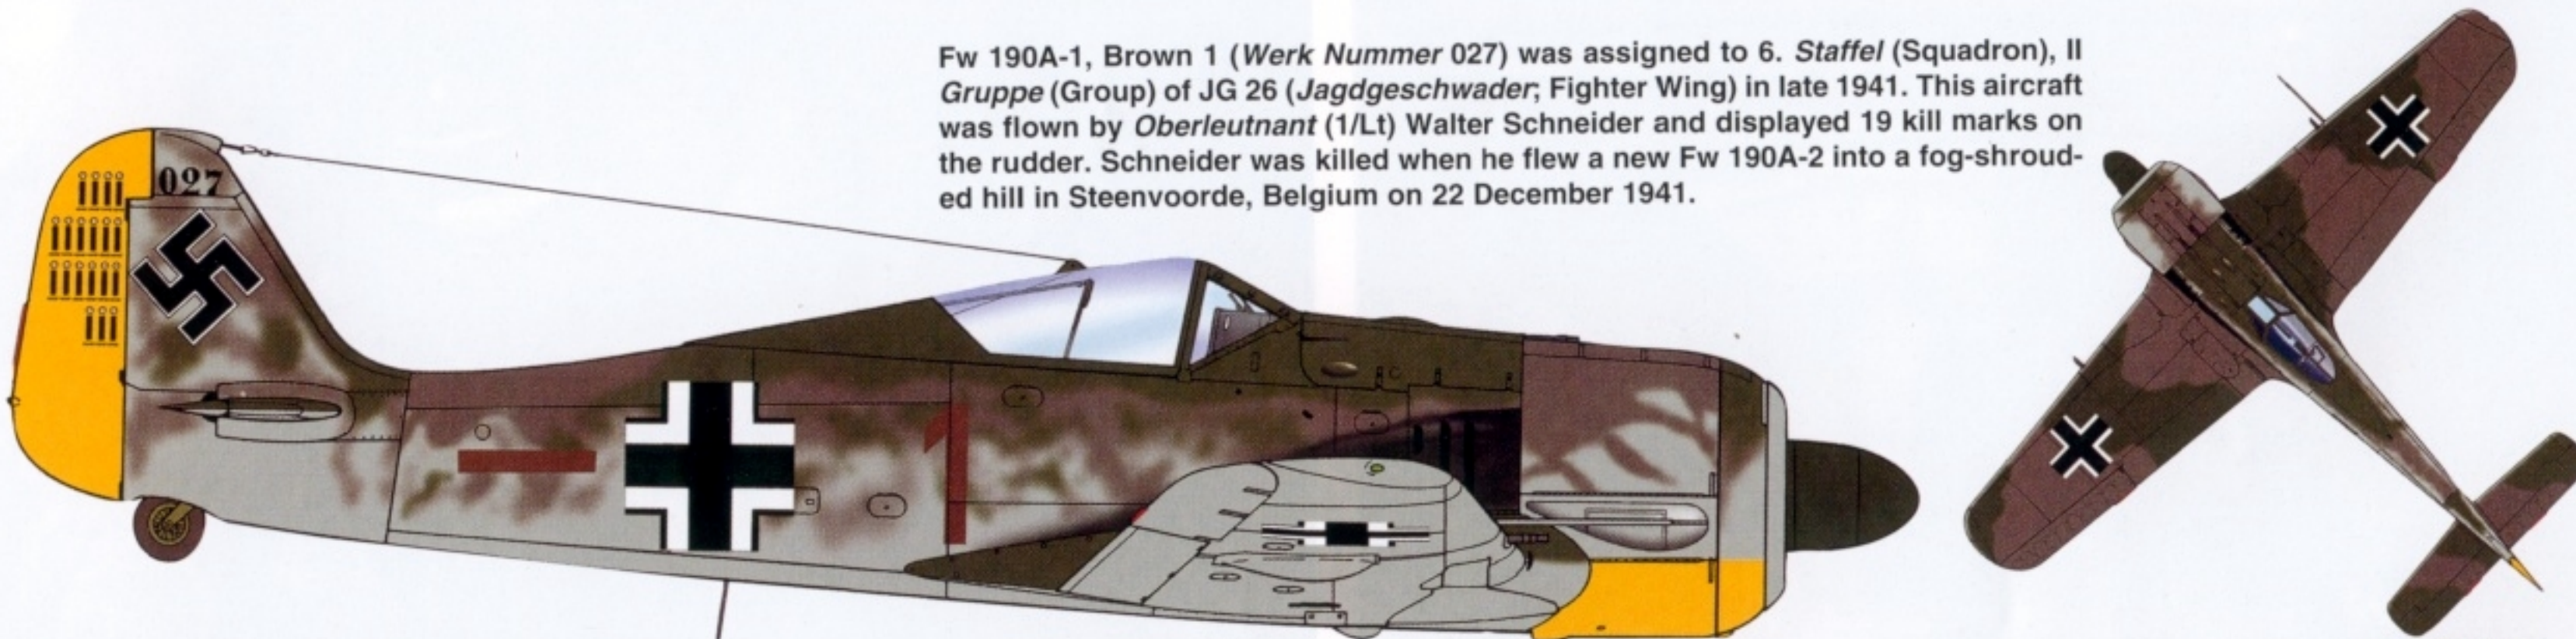 Fw 190A-1, Brown 1 (Werk Nummer 027) was assigned to 6. Staffel (Squadron), II
Gruppe (Group) of JG 26 (Jagdgeschwader; Fighter Wing) in late 1941. This aircraft
was flown by Oberleutnant (1/Lt) Walter Schneider and displayed 19 kill marks on
the rudder. Schneider was killed when he flew a new Fw 190A-2 into a fog-shroud-
ed hill in Steenvoorde, Belgium on 22 December 1941.
027
1